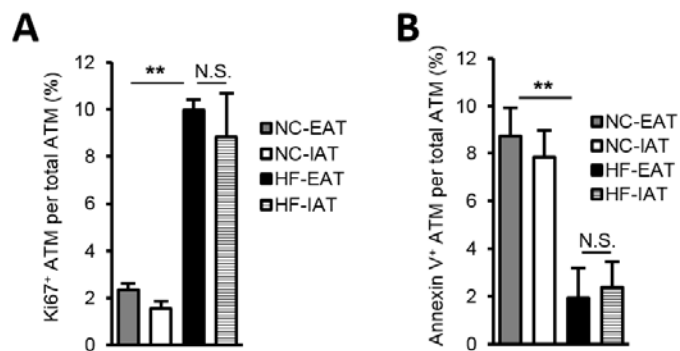 A
Ki67⁺ ATM per total ATM (%)
12
10
8
6
4
2
0
**
N.S.
NC-EAT
NC-IAT
HF-EAT
HF-IAT
B
Annexin V⁺ ATM per total ATM (%)
12
10
8
6
4
2
0
**
N.S.
NC-EAT
NC-IAT
HF-EAT
HF-IAT